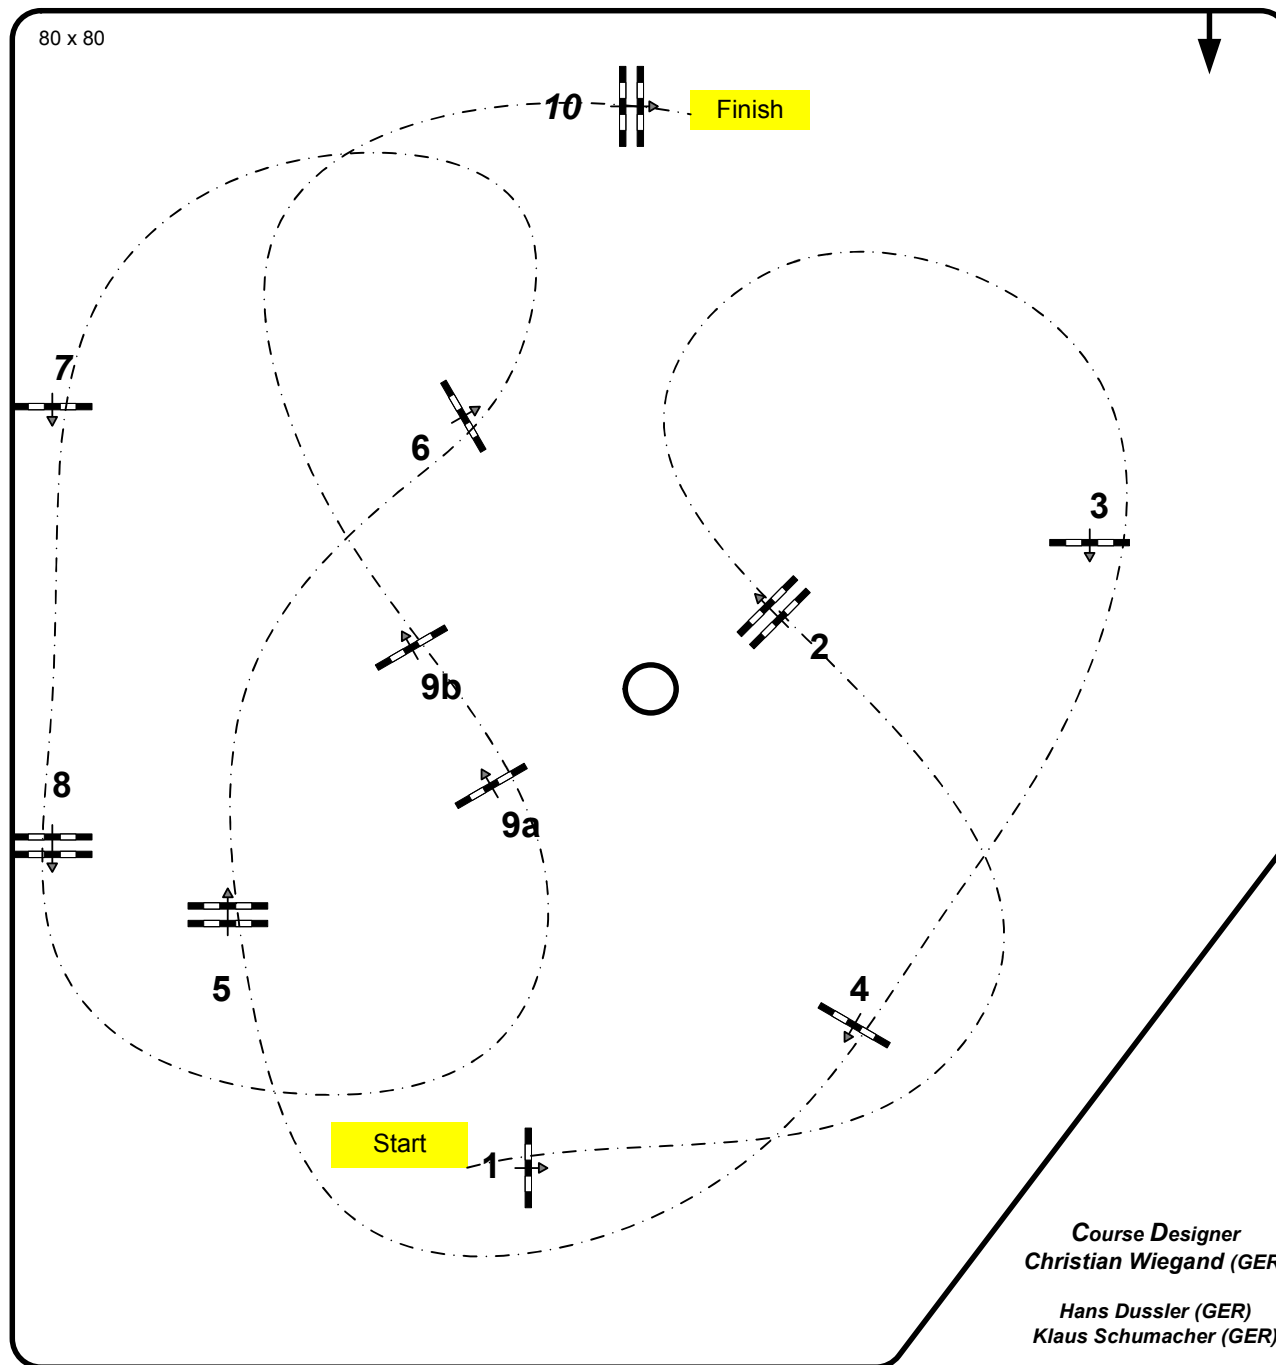 80 x 80
10
Finish
7
6
3
2
9b
8
9a
5
4
Start
1
Course Designer
Christian Wiegand (GER
Hans Dussler (GER)
Klaus Schumacher (GER)